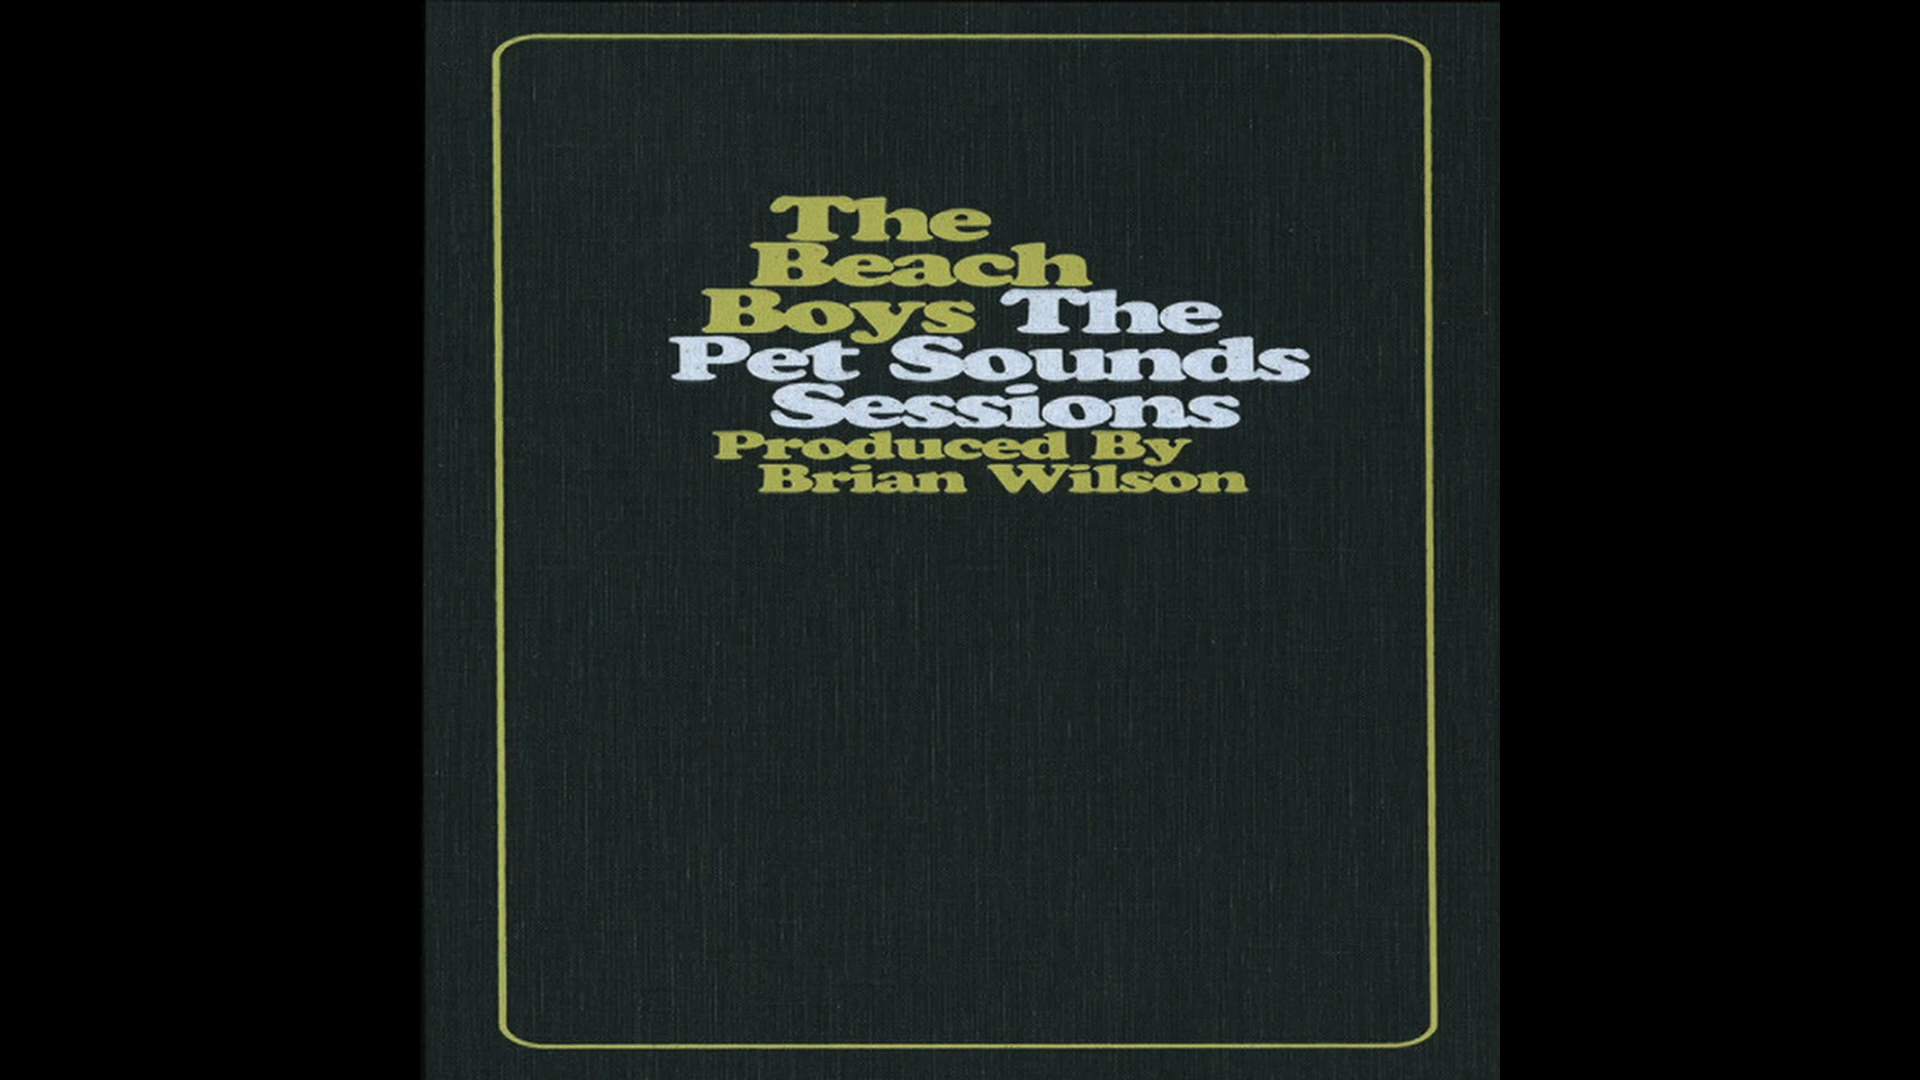 The
Beach
Boys The
Pet Sounds
Sessions
Produced By
Brian Wilson